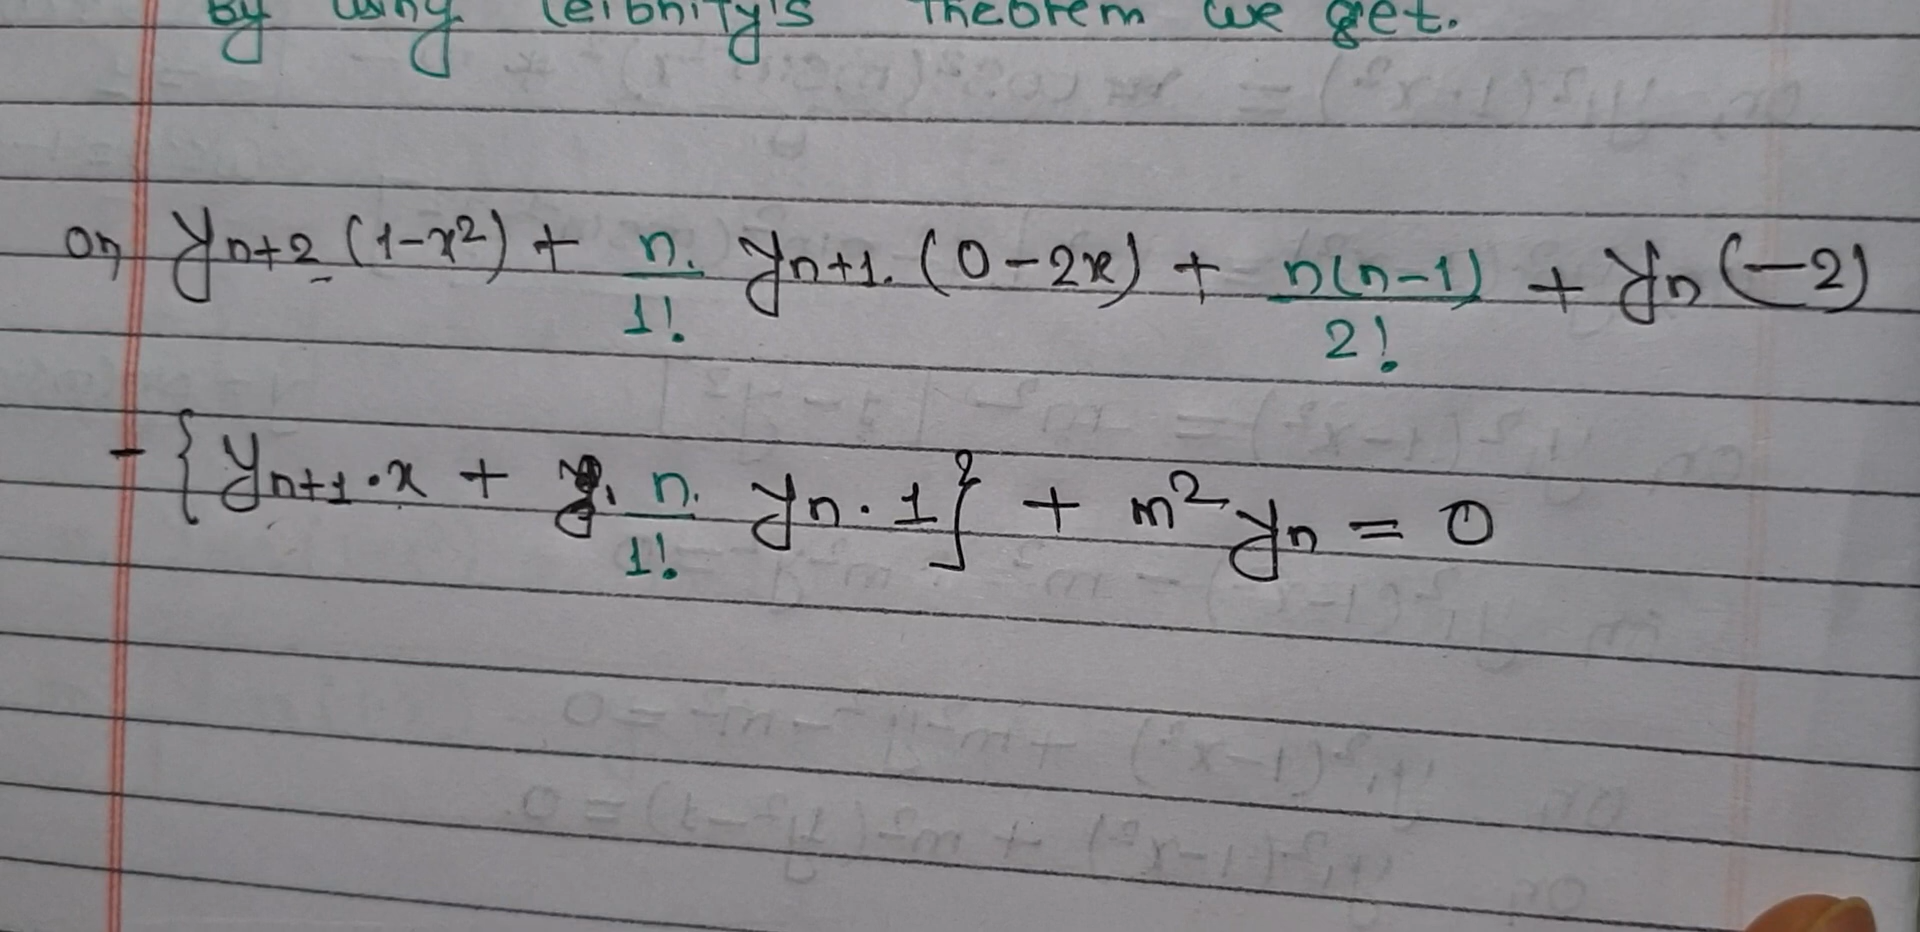 By using leibnitz's Theorem we get.
or, yn+2 (1-x²) + n./1! yn+1. (0-2x) + n(n-1)/2! + yn (-2)
- {yn+1·x + n./1! yn·1} + m² yn = 0